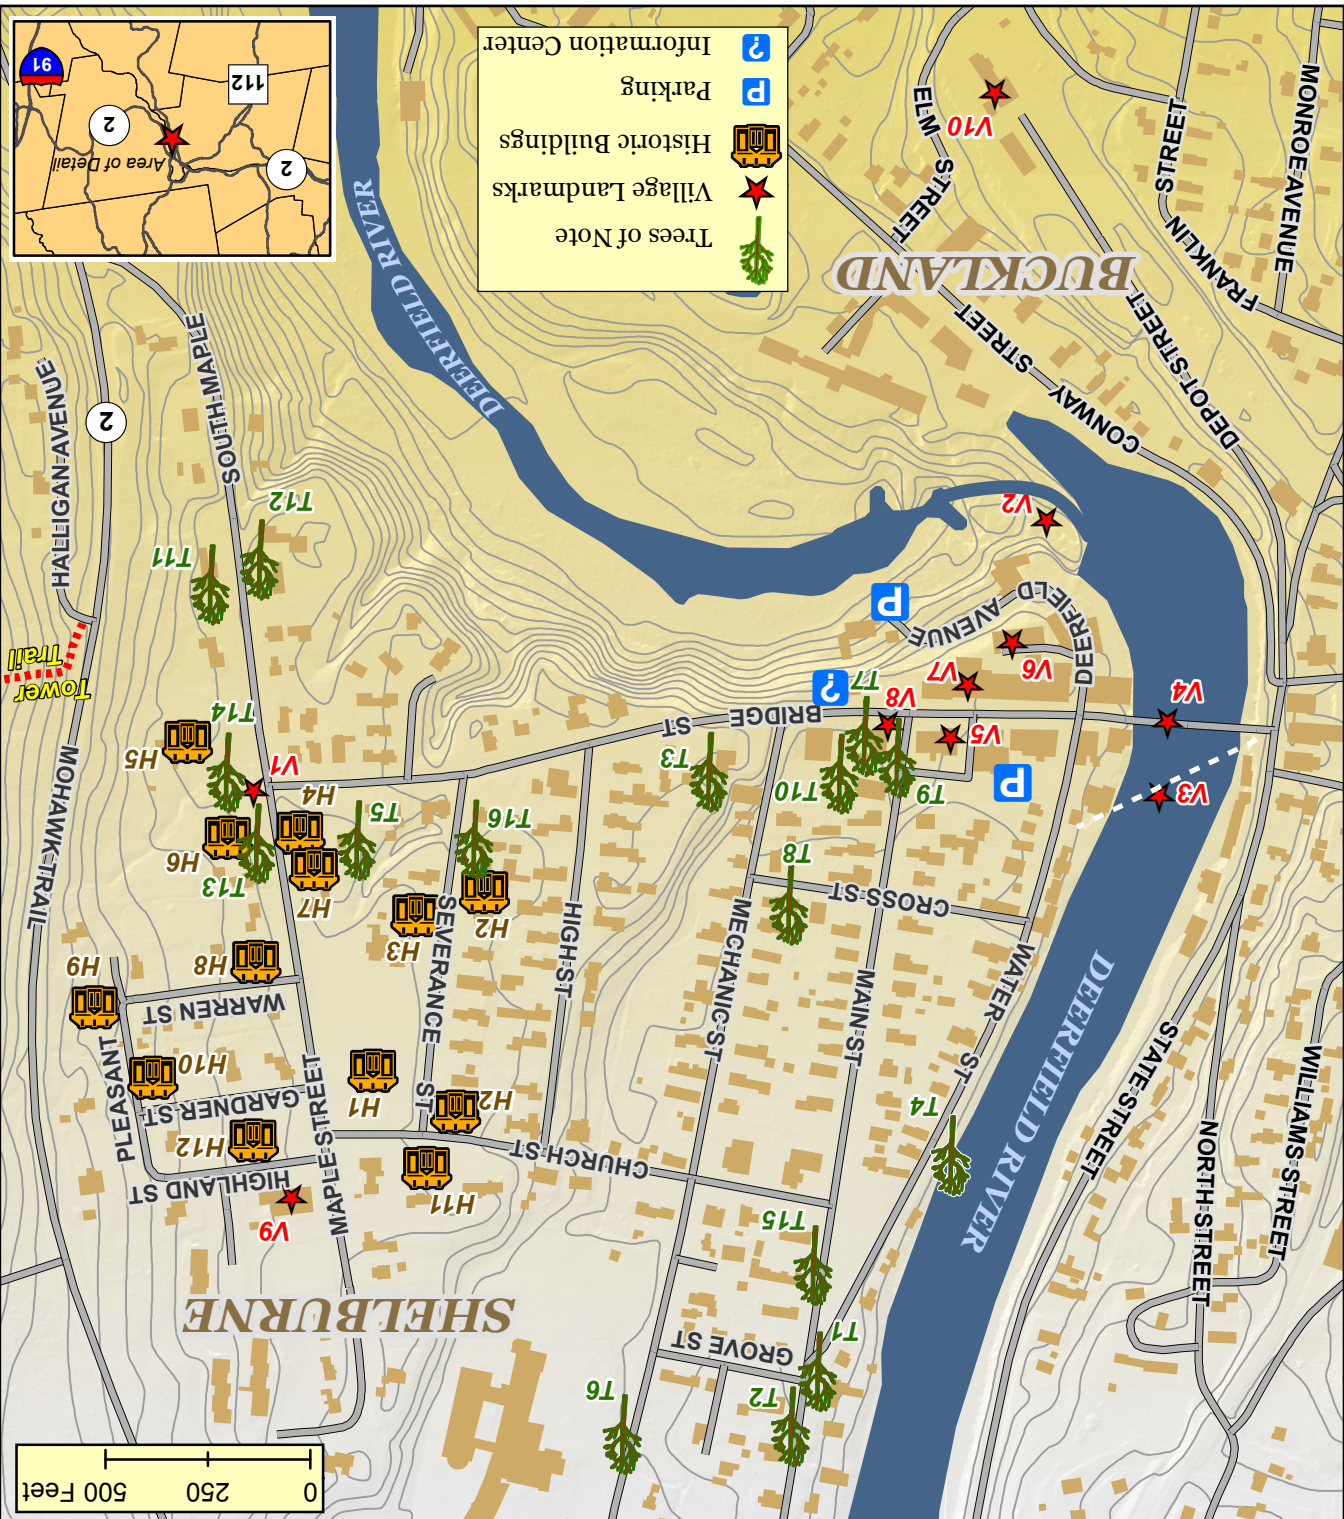 0 250 500 Feet
T6
T2
GROVE ST
T1
SHELBURNE
T15
V9
HIGHLAND ST
MAPLE STREET
H11
CHURCH ST
H12
GARDNER ST
PLEASANT
H10
H1
H2
ST
T4
NORTH STREET
WILLIAMS STREET
STATE STREET
DEERFIELD RIVER
WATER
ST
WARREN ST
H9
H8
H3
SEVERANCE
H2
HIGH ST
MECHANIC ST
MAIN ST
CROSS ST
T8
MOHAWK TRAIL
T13
H7
H6
H4
T5
T16
T10
T9
V3
P
H5
V1
T14
T3
BRIDGE
ST
V5
V8
T7
?
V4
V7
V6
Tower
Trail
AVENUE
DEERFIELD
P
T11
T12
V2
HALLIGAN AVENUE
2
SOUTH MAPLE
DEERFIELD RIVER
DEERFIELD RIVER
CONWAY
STREET
DEPOT STREET
FRANKLIN
STREET
MONROE AVENUE
BUCKLAND
ELM
STREET
V10
Trees of Note
Village Landmarks
Historic Buildings
P Parking
? Information Center
2
Area of Detail
2
112
91